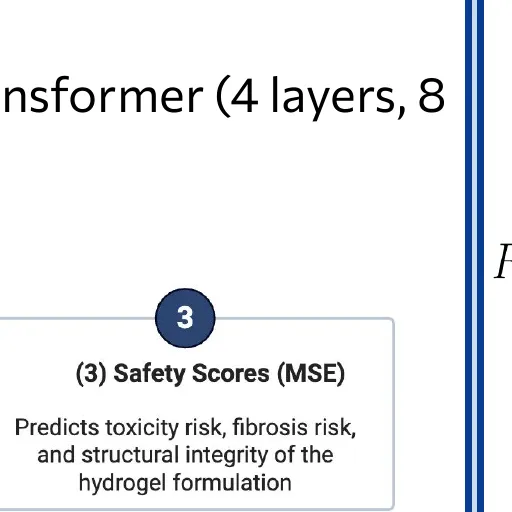 nsformer (4 layers, 8
3
(3) Safety Scores (MSE)
Predicts toxicity risk, fibrosis risk,
and structural integrity of the
hydrogel formulation